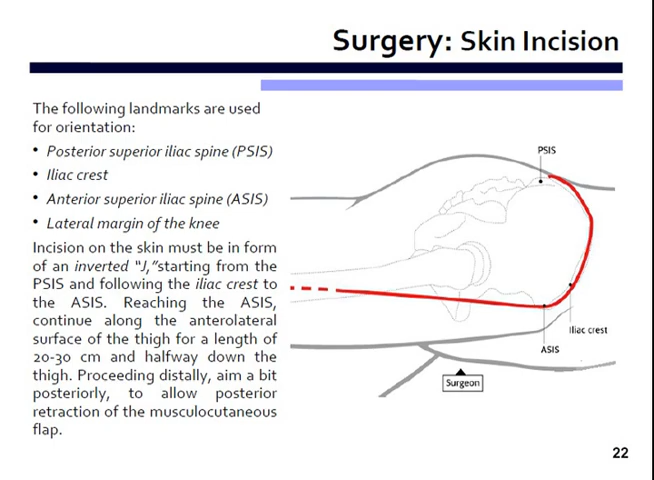 Surgery: Skin Incision
The following landmarks are used
for orientation:
• Posterior superior iliac spine (PSIS)
• Iliac crest
• Anterior superior iliac spine (ASIS)
• Lateral margin of the knee
Incision on the skin must be in form
of an inverted “J,”starting from the
PSIS and following the iliac crest to
the ASIS. Reaching the ASIS,
continue along the anterolateral
surface of the thigh for a length of
20-30 cm and halfway down the
thigh. Proceeding distally, aim a bit
posteriorly, to allow posterior
retraction of the musculocutaneous
flap.
PSIS
Iliac crest
ASIS
Surgeon
22